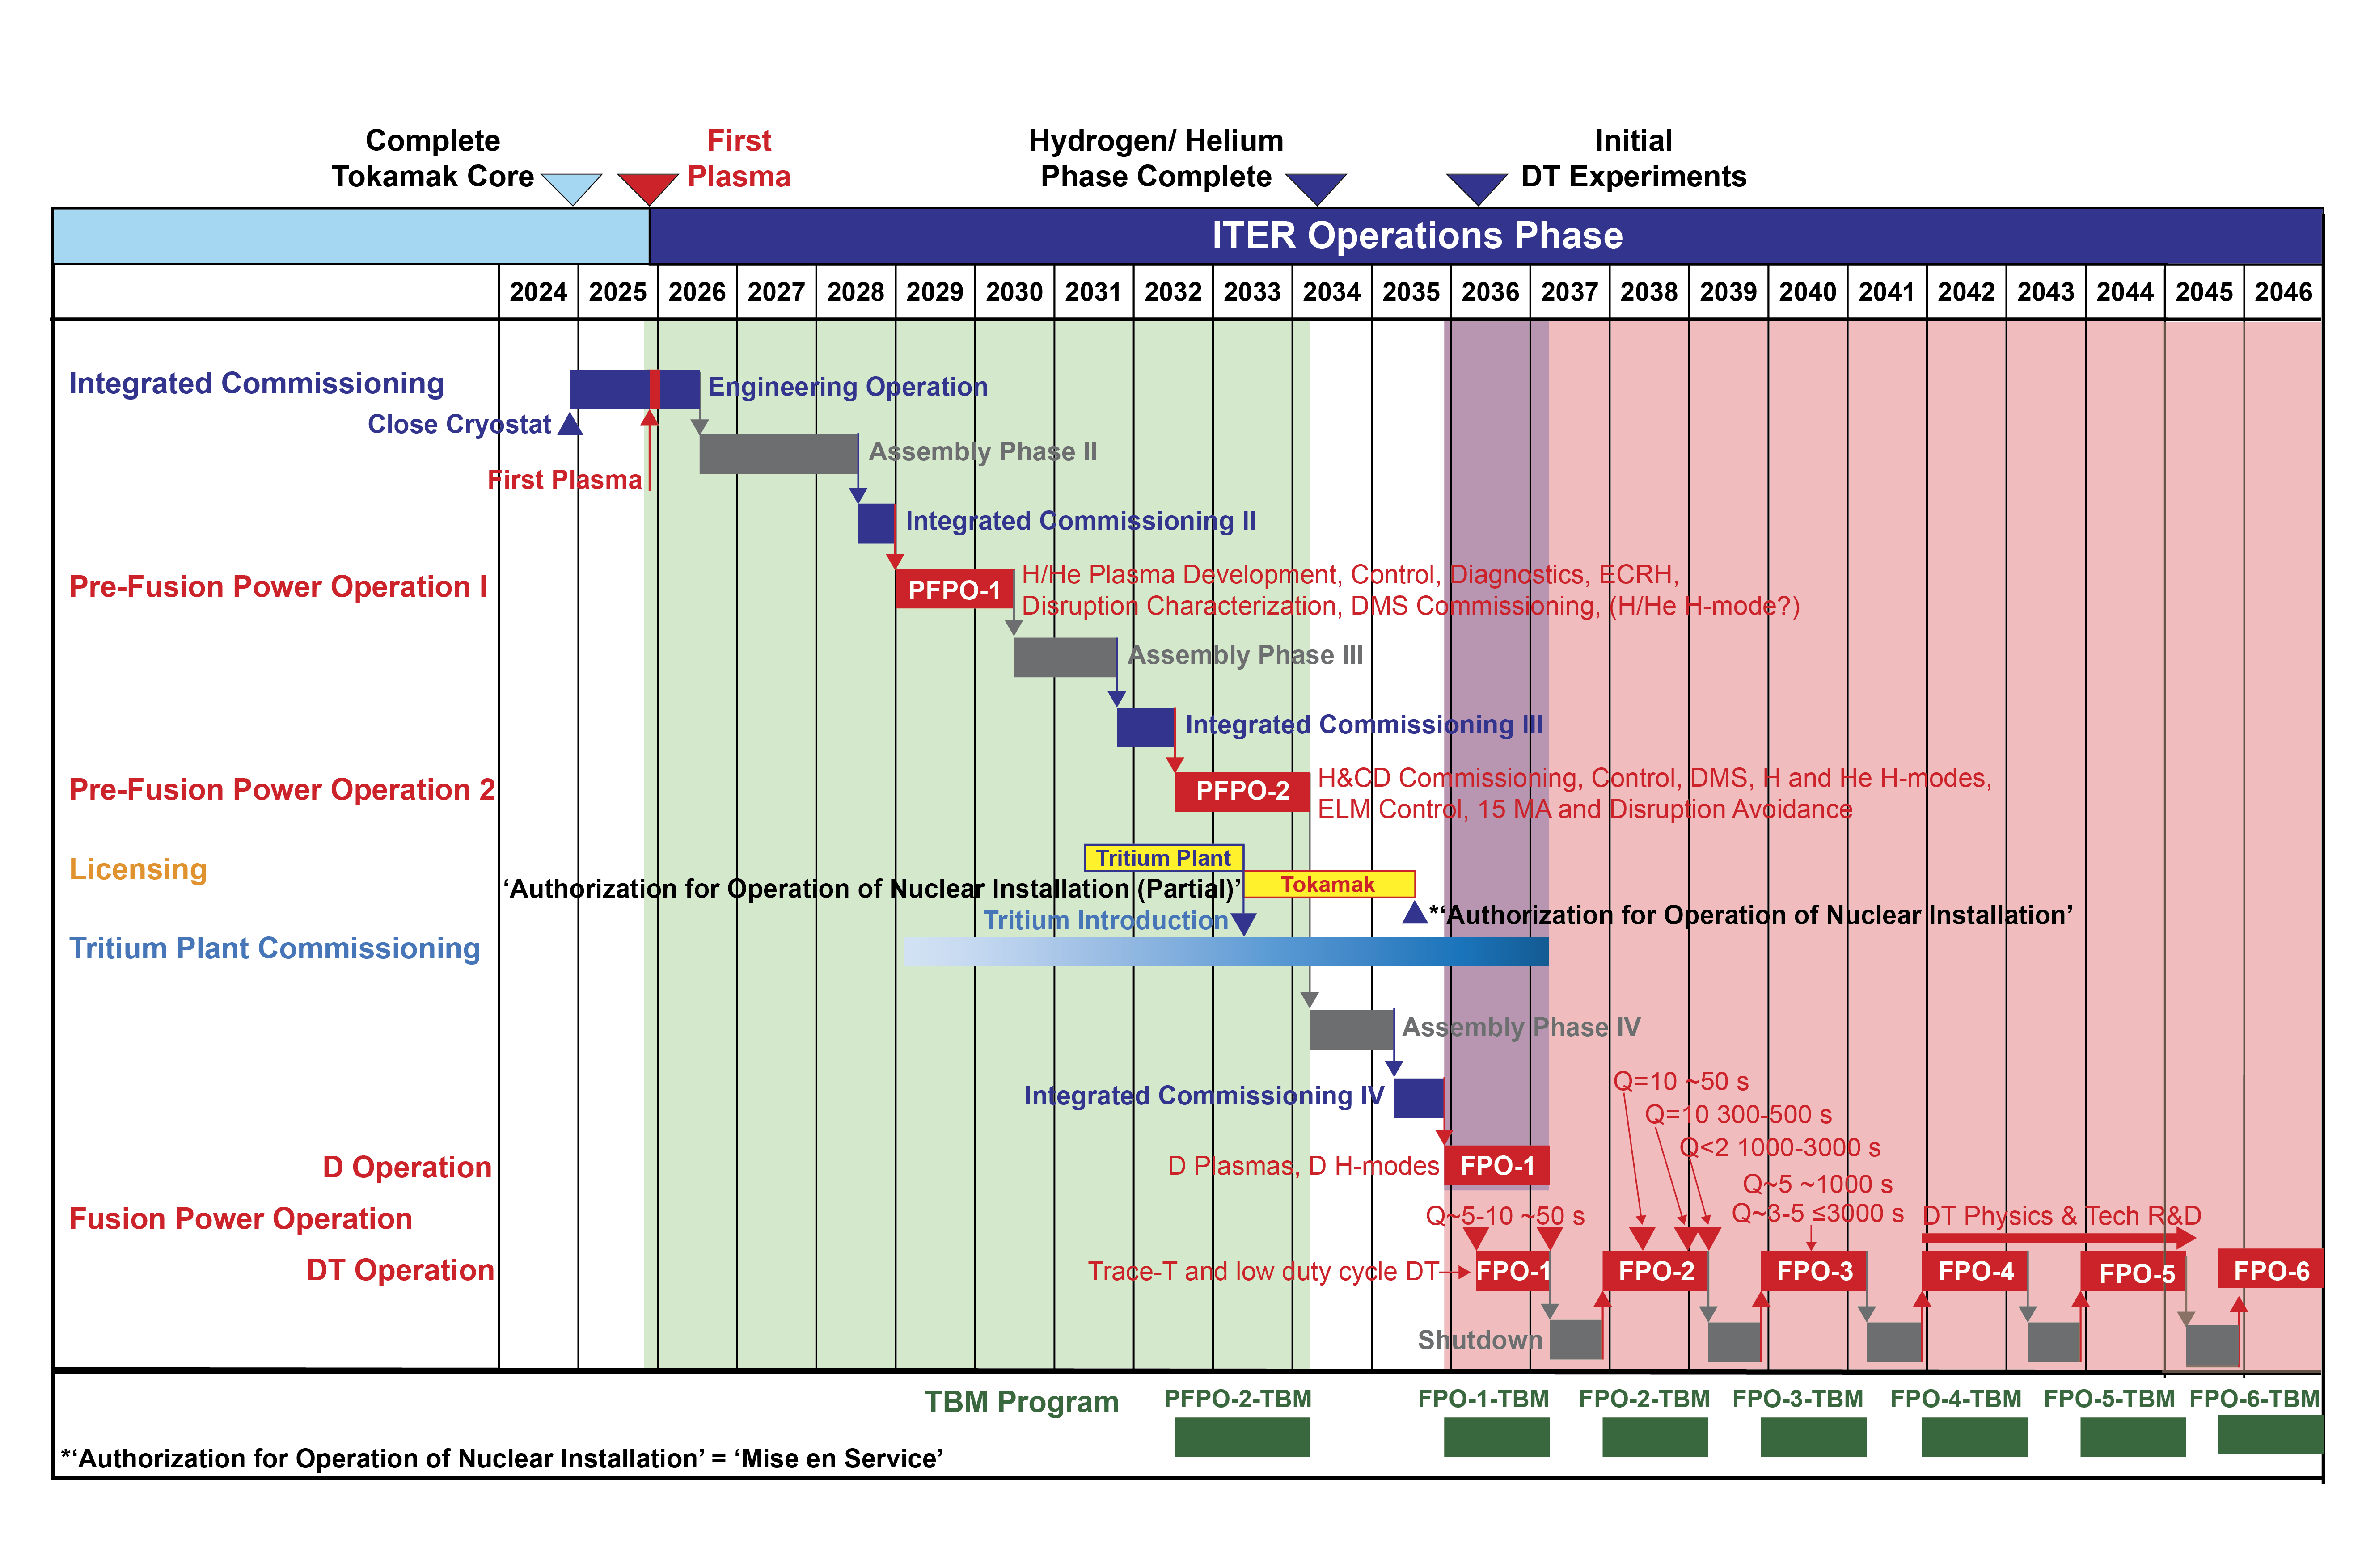 Complete
Tokamak Core
First
Plasma
Hydrogen/ Helium
Phase Complete
Initial
DT Experiments
ITER Operations Phase
2024 2025 2026 2027 2028 2029 2030 2031 2032 2033 2034 2035 2036 2037 2038 2039 2040 2041 2042 2043 2044 2045 2046
Integrated Commissioning
Engineering Operation
Close Cryostat
Assembly Phase II
First Plasma
Integrated Commissioning II
Pre-Fusion Power Operation I
PFPO-1
H/He Plasma Development, Control, Diagnostics, ECRH,
Disruption Characterization, DMS Commissioning, (H/He H-mode?)
Assembly Phase III
Integrated Commissioning III
Pre-Fusion Power Operation 2
PFPO-2
H&CD Commissioning, Control, DMS, H and He H-modes,
ELM Control, 15 MA and Disruption Avoidance
Licensing
Tritium Plant
‘Authorization for Operation of Nuclear Installation (Partial)’
Tokamak
Tritium Introduction
*‘Authorization for Operation of Nuclear Installation’
Tritium Plant Commissioning
Assembly Phase IV
Integrated Commissioning IV
Q=10 ~50 s
Q=10 300-500 s
Q<2 1000-3000 s
D Operation
D Plasmas, D H-modes
FPO-1
Q~5 ~1000 s
Q~3-5 ≤3000 s
Fusion Power Operation
Q~5-10 ~50 s
DT Physics & Tech R&D
DT Operation
Trace-T and low duty cycle DT
FPO-1
FPO-2
FPO-3
FPO-4
FPO-5
FPO-6
Shutdown
TBM Program
PFPO-2-TBM
FPO-1-TBM
FPO-2-TBM
FPO-3-TBM
FPO-4-TBM
FPO-5-TBM
FPO-6-TBM
*‘Authorization for Operation of Nuclear Installation’ = ‘Mise en Service’